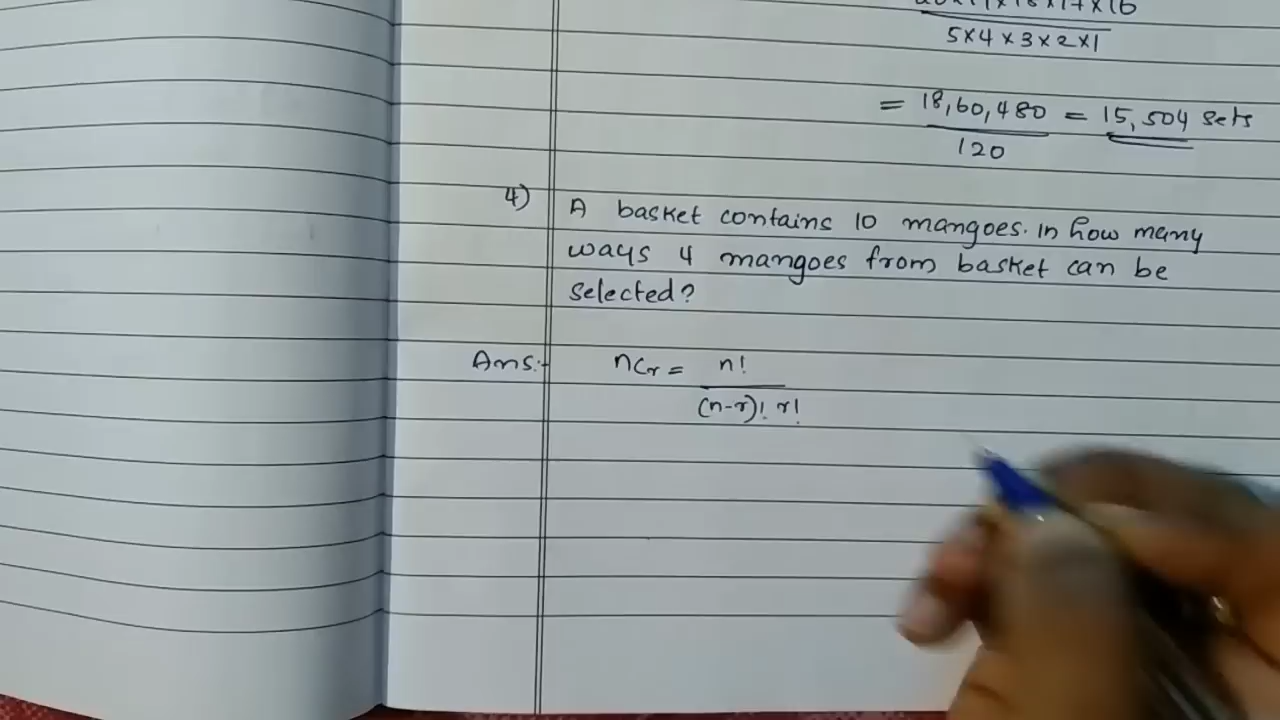 5×4×3×2×1
= 18,60,480 = 15,504 sets
120
4) A basket contains 10 mangoes. In how many
ways 4 mangoes from basket can be
selected?
Ans:- nCr = n!
(n-r)! r!